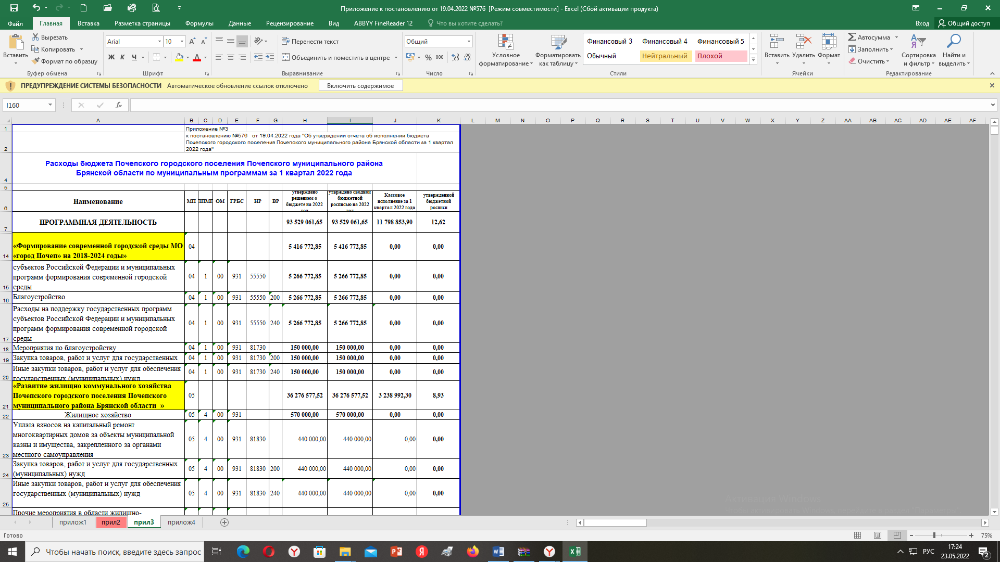 Приложение к постановлению от 19.04.2022 №576 [Режим совместимости] - Excel (Сбой активации продукта)
Файл Главная Вставка Разметка страницы Формулы Данные Рецензирование Вид ABBYY FineReader 12 Что вы хотите сделать? Вход Общий доступ
Вставить Вырезать
Копировать
Формат по образцу
Буфер обмена
Arial 10
Ж К Ч
Шрифт
Перенести текст
Объединить и поместить в центре
Выравнивание
Общий
% 000
Число
Условное форматирование
Форматировать как таблицу
Финансовый 3 Финансовый 4 Финансовый 5
Обычный Нейтральный Плохой
Стили
Вставить Удалить Формат
Ячейки
Автосумма
Заполнить
Очистить
Сортировка и фильтр
Найти и выделить
Редактирование
ПРЕДУПРЕЖДЕНИЕ СИСТЕМЫ БЕЗОПАСНОСТИ Автоматическое обновление ссылок отключено Включить содержимое
I160 fx
A B C D E F G H I J K L M N O P Q R S T U V W X Y Z AA AB AC AD AE AF
1 Приложение №3
2 к постановлению №576 от 19.04.2022 года "Об утверждении отчета об исполнении бюджета
Почепского городского поселения Почепского муниципального района Брянской области за 1 квартал
2022 года"
4 Расходы бюджета Почепского городского поселения Почепского муниципального района
Брянской области по муниципальным программам за 1 квартал 2022 года
5
6 Наименование МП ППМП ОМ ГРБС НР ВР утверждено решением о бюджете на 2022 год утврждено сводной бюджетной росписью на 2022 год Кассовое исполнение за 1 квартал 2022 года утвержденной бюджетной росписи
7 ПРОГРАММНАЯ ДЕЯТЕЛЬНОСТЬ 93 529 061,65 93 529 061,65 11 798 853,90 12,62
14 «Формирование современной городской среды МО «город Почеп» на 2018-2024 годы» 04 5 416 772,85 5 416 772,85 0,00 0,00
15 субъектов Российской Федерации и муниципальных программ формирования современной городской среды 04 1 00 931 55550 5 266 772,85 5 266 772,85 0,00 0,00
16 Благоустройство 04 1 00 931 55550 200 5 266 772,85 5 266 772,85 0,00 0,00
17 Расходы на поддержку государственных программ субъектов Российской Федерации и муниципальных программ формирования современной городской среды 04 1 00 931 55550 240 5 266 772,85 5 266 772,85 0,00 0,00
18 Мероприятия по благоустройству 04 1 00 931 81730 150 000,00 150 000,00 0,00 0,00
19 Закупка товаров, работ и услуг для государственных 04 1 00 931 81730 200 150 000,00 150 000,00 0,00 0,00
20 Иные закупки товаров, работ и услуг для обеспечения государственных (муниципальных) нужд 04 1 00 931 81730 240 150 000,00 150 000,00 0,00 0,00
21 «Развитие жилищно коммунального хозяйства Почепского городского поселения Почепского муниципального района Брянской области » 05 36 276 577,52 36 276 577,52 3 238 992,30 8,93
22 Жилищное хозяйство 05 4 00 931 570 000,00 570 000,00 0,00 0,00
23 Уплата взносов на капитальный ремонт многоквартирных домов за объекты муниципальной казны и имущества, закрепленного за органами местного самоуправления 05 4 00 931 81830 440 000,00 440 000,00 0,00 0,00
24 Закупка товаров, работ и услуг для государственных (муниципальных) нужд 05 4 00 931 81830 200 440 000,00 440 000,00 0,00 0,00
25 Иные закупки товаров, работ и услуг для обеспечения государственных (муниципальных) нужд 05 4 00 931 81830 240 440 000,00 440 000,00 0,00 0,00
Прочие мероприятия в области жилищно-
Активация Windows
прилож1 прил2 прил3 прилож4
Готово 75%
Чтобы начать поиск, введите здесь запрос
РУС 17:24
23.05.2022 2